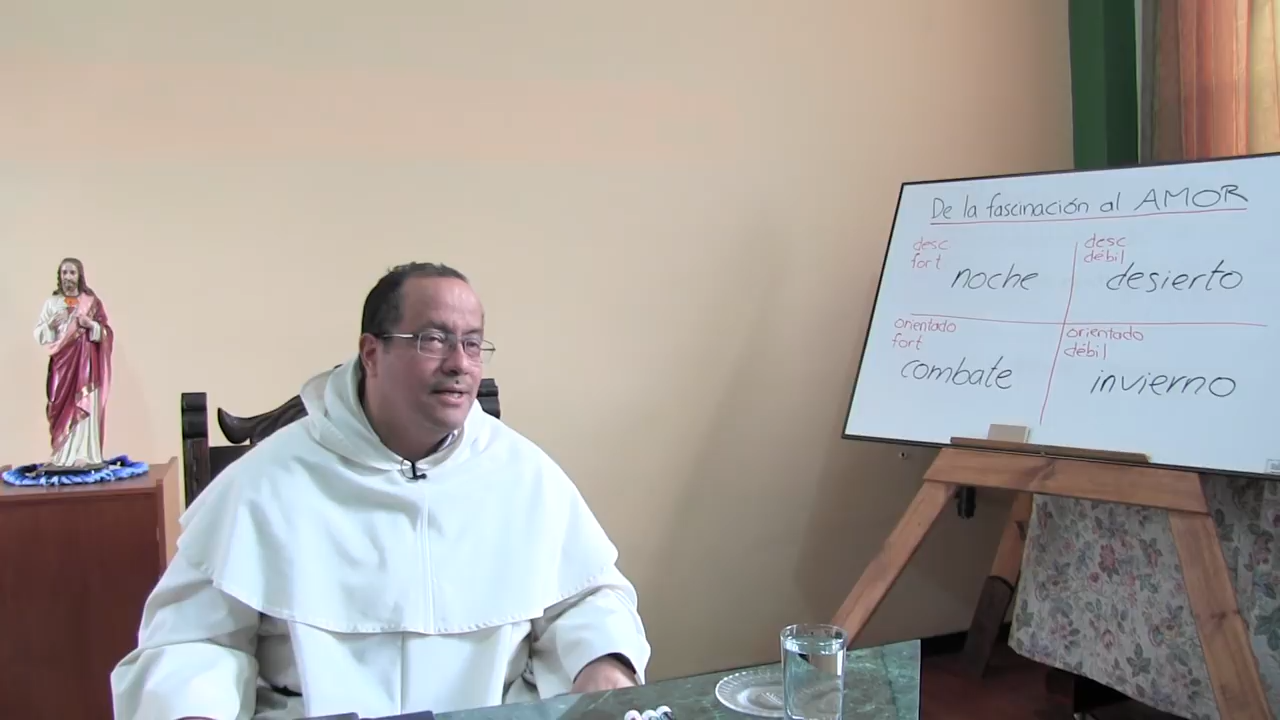 De la fascinación al AMOR
desc
fort
noche
desc
débil
desierto
orientado
fort
combate
orientado
débil
invierno